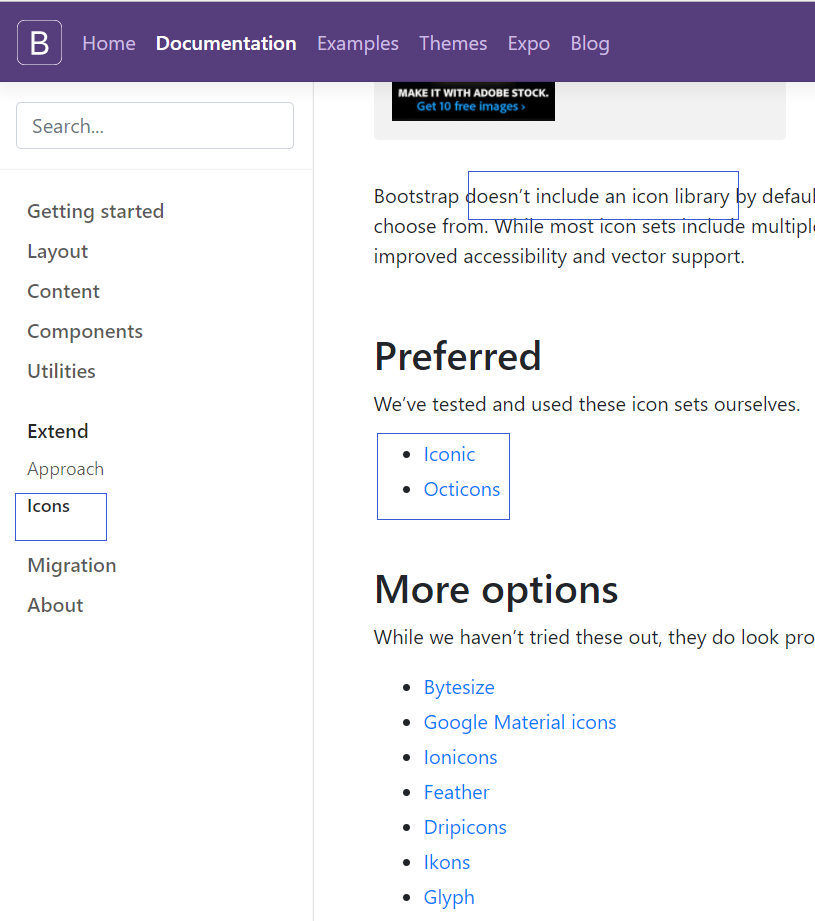 B Home Documentation Examples Themes Expo Blog
Search...
Getting started
Layout
Content
Components
Utilities
Extend
Approach
Icons
Migration
About
MAKE IT WITH ADOBE STOCK.
Get 10 free images ›
Bootstrap doesn’t include an icon library by
choose from. While most icon sets include
improved accessibility and vector support.
Preferred
We’ve tested and used these icon sets ourselves.
• Iconic
• Octicons
More options
While we haven’t tried these out, they do look
• Bytesize
• Google Material icons
• Ionicons
• Feather
• Dripicons
• Ikons
• Glyph